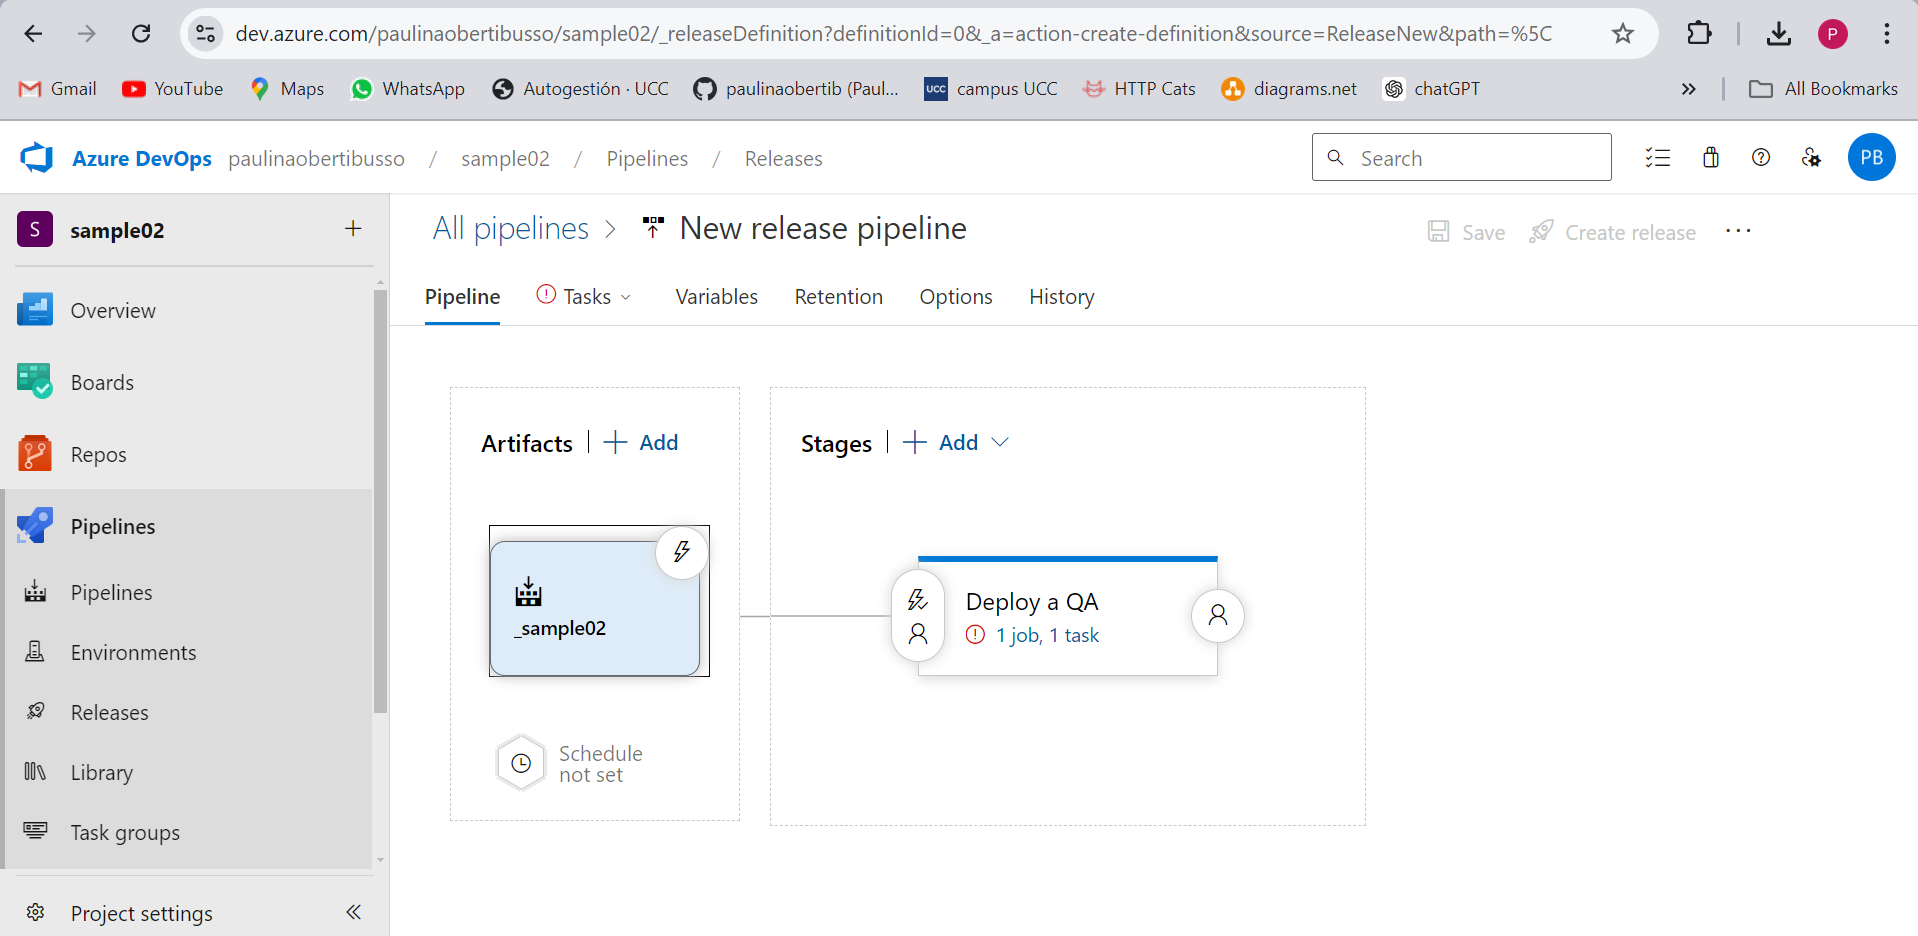 dev.azure.com/paulinaobertibusso/sample02/_releaseDefinition?definitionId=0&_a=action-create-definition&source=ReleaseNew&path=%5C
P
Gmail YouTube Maps WhatsApp Autogestión · UCC paulinaobertib (Paul... UCC campus UCC HTTP Cats diagrams.net chatGPT » All Bookmarks
Azure DevOps paulinaobertibusso / sample02 / Pipelines / Releases Search PB
S sample02 +
All pipelines > New release pipeline Save Create release ...
Pipeline Tasks Variables Retention Options History
Overview
Boards
Repos
Pipelines
Pipelines
Environments
Releases
Library
Task groups
Project settings
Artifacts | + Add
_sample02
Schedule
not set
Stages | + Add
Deploy a QA
1 job, 1 task